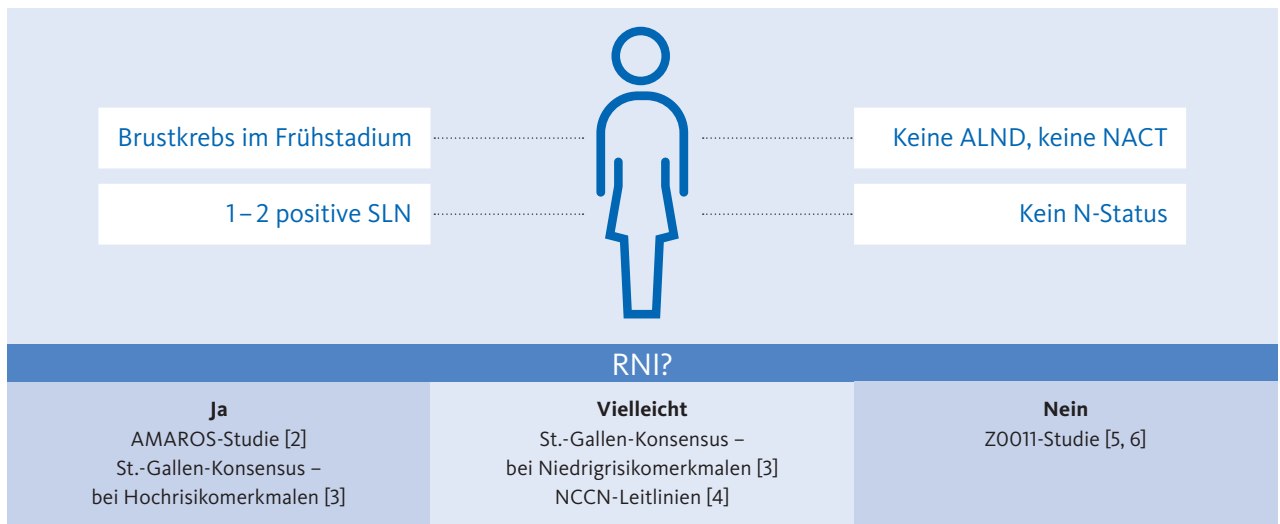 Brustkrebs im Frühstadium
Keine ALND, keine NACT
1–2 positive SLN
Kein N-Status
RNI?
Ja
AMAROS-Studie [2]
St.-Gallen-Konsensus –
bei Hochrisikomerkmalen [3]
Vielleicht
St.-Gallen-Konsensus –
bei Niedrigrisikomerkmalen [3]
NCCN-Leitlinien [4]
Nein
Z0011-Studie [5, 6]